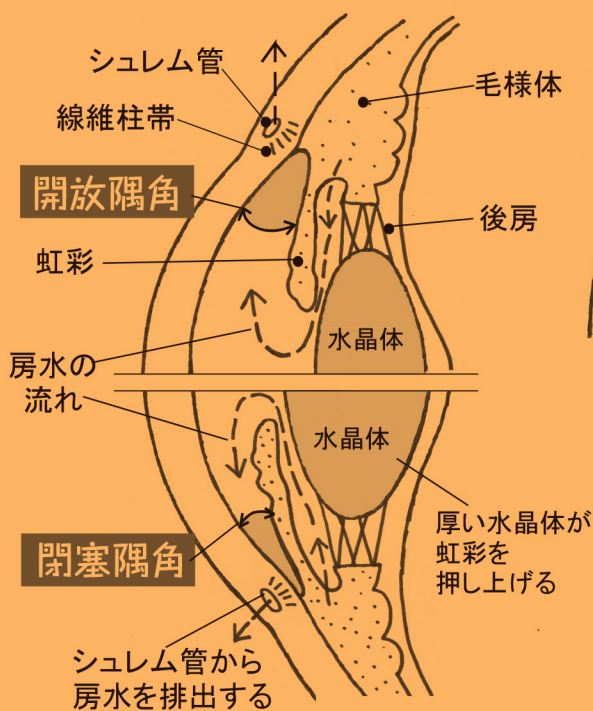 シュレム管
線維柱帯
毛様体
開放隅角
後房
虹彩
水晶体
房水の
流れ
水晶体
厚い水晶体が
虹彩を
押し上げる
閉塞隅角
シュレム管から
房水を排出する